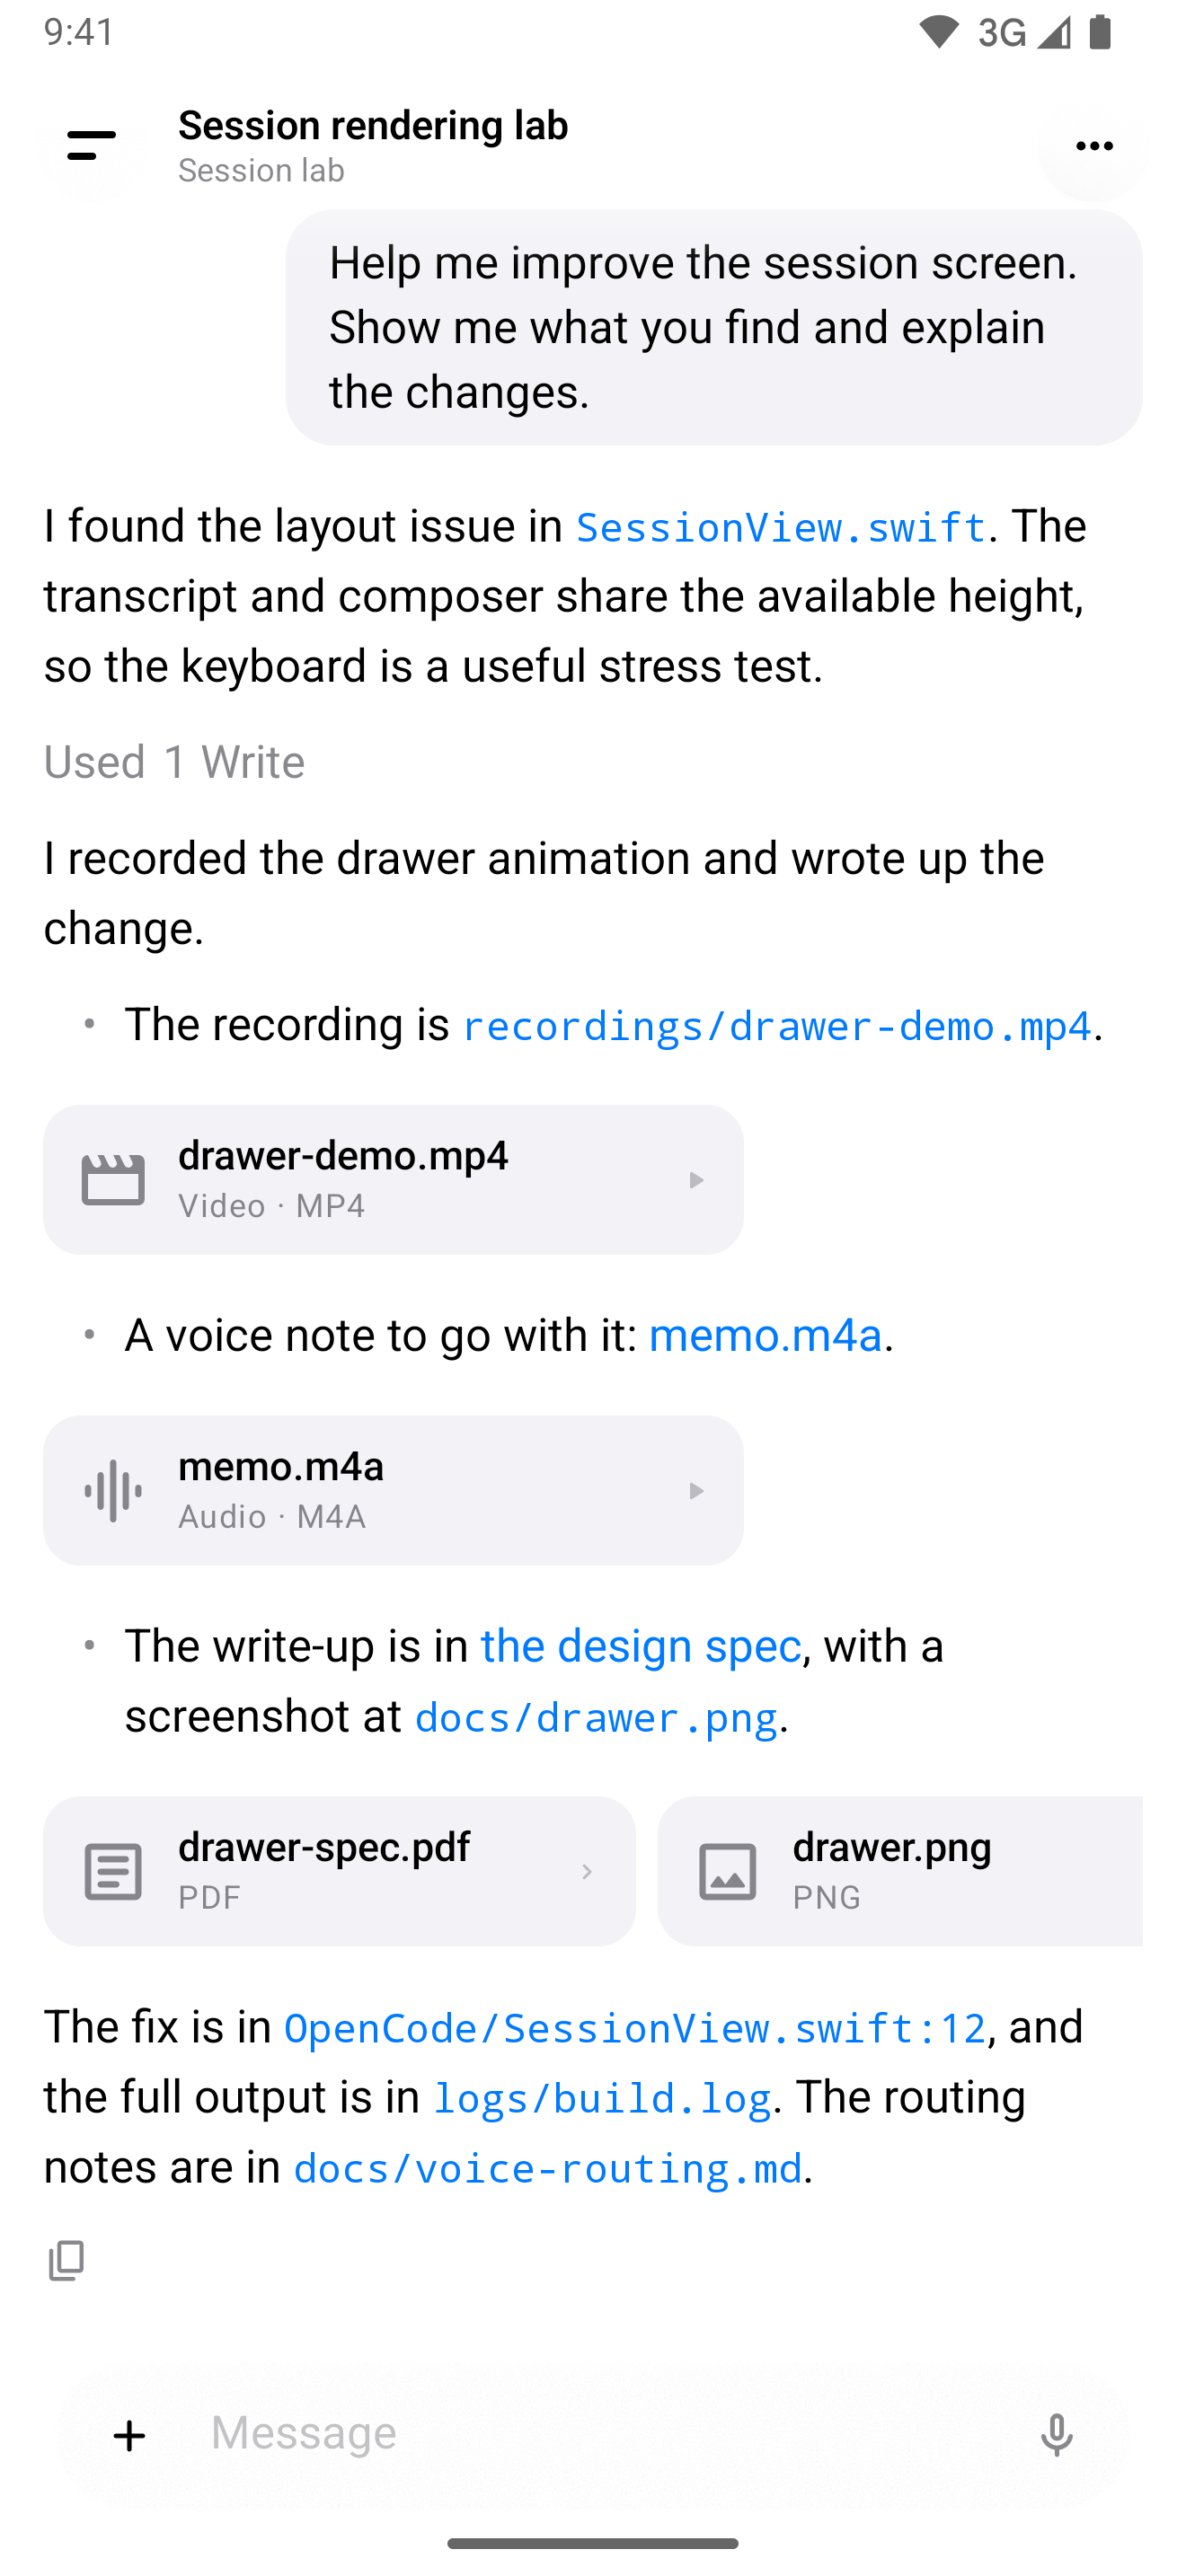 9:41
3G
Session rendering lab
Session lab
Help me improve the session screen.
Show me what you find and explain
the changes.
I found the layout issue in SessionView.swift. The
transcript and composer share the available height,
so the keyboard is a useful stress test.
Used 1 Write
I recorded the drawer animation and wrote up the
change.
• The recording is recordings/drawer-demo.mp4.
drawer-demo.mp4
Video · MP4
• A voice note to go with it: memo.m4a.
memo.m4a
Audio · M4A
• The write-up is in the design spec, with a
screenshot at docs/drawer.png.
drawer-spec.pdf
PDF
drawer.png
PNG
The fix is in OpenCode/SessionView.swift:12, and
the full output is in logs/build.log. The routing
notes are in docs/voice-routing.md.
Message